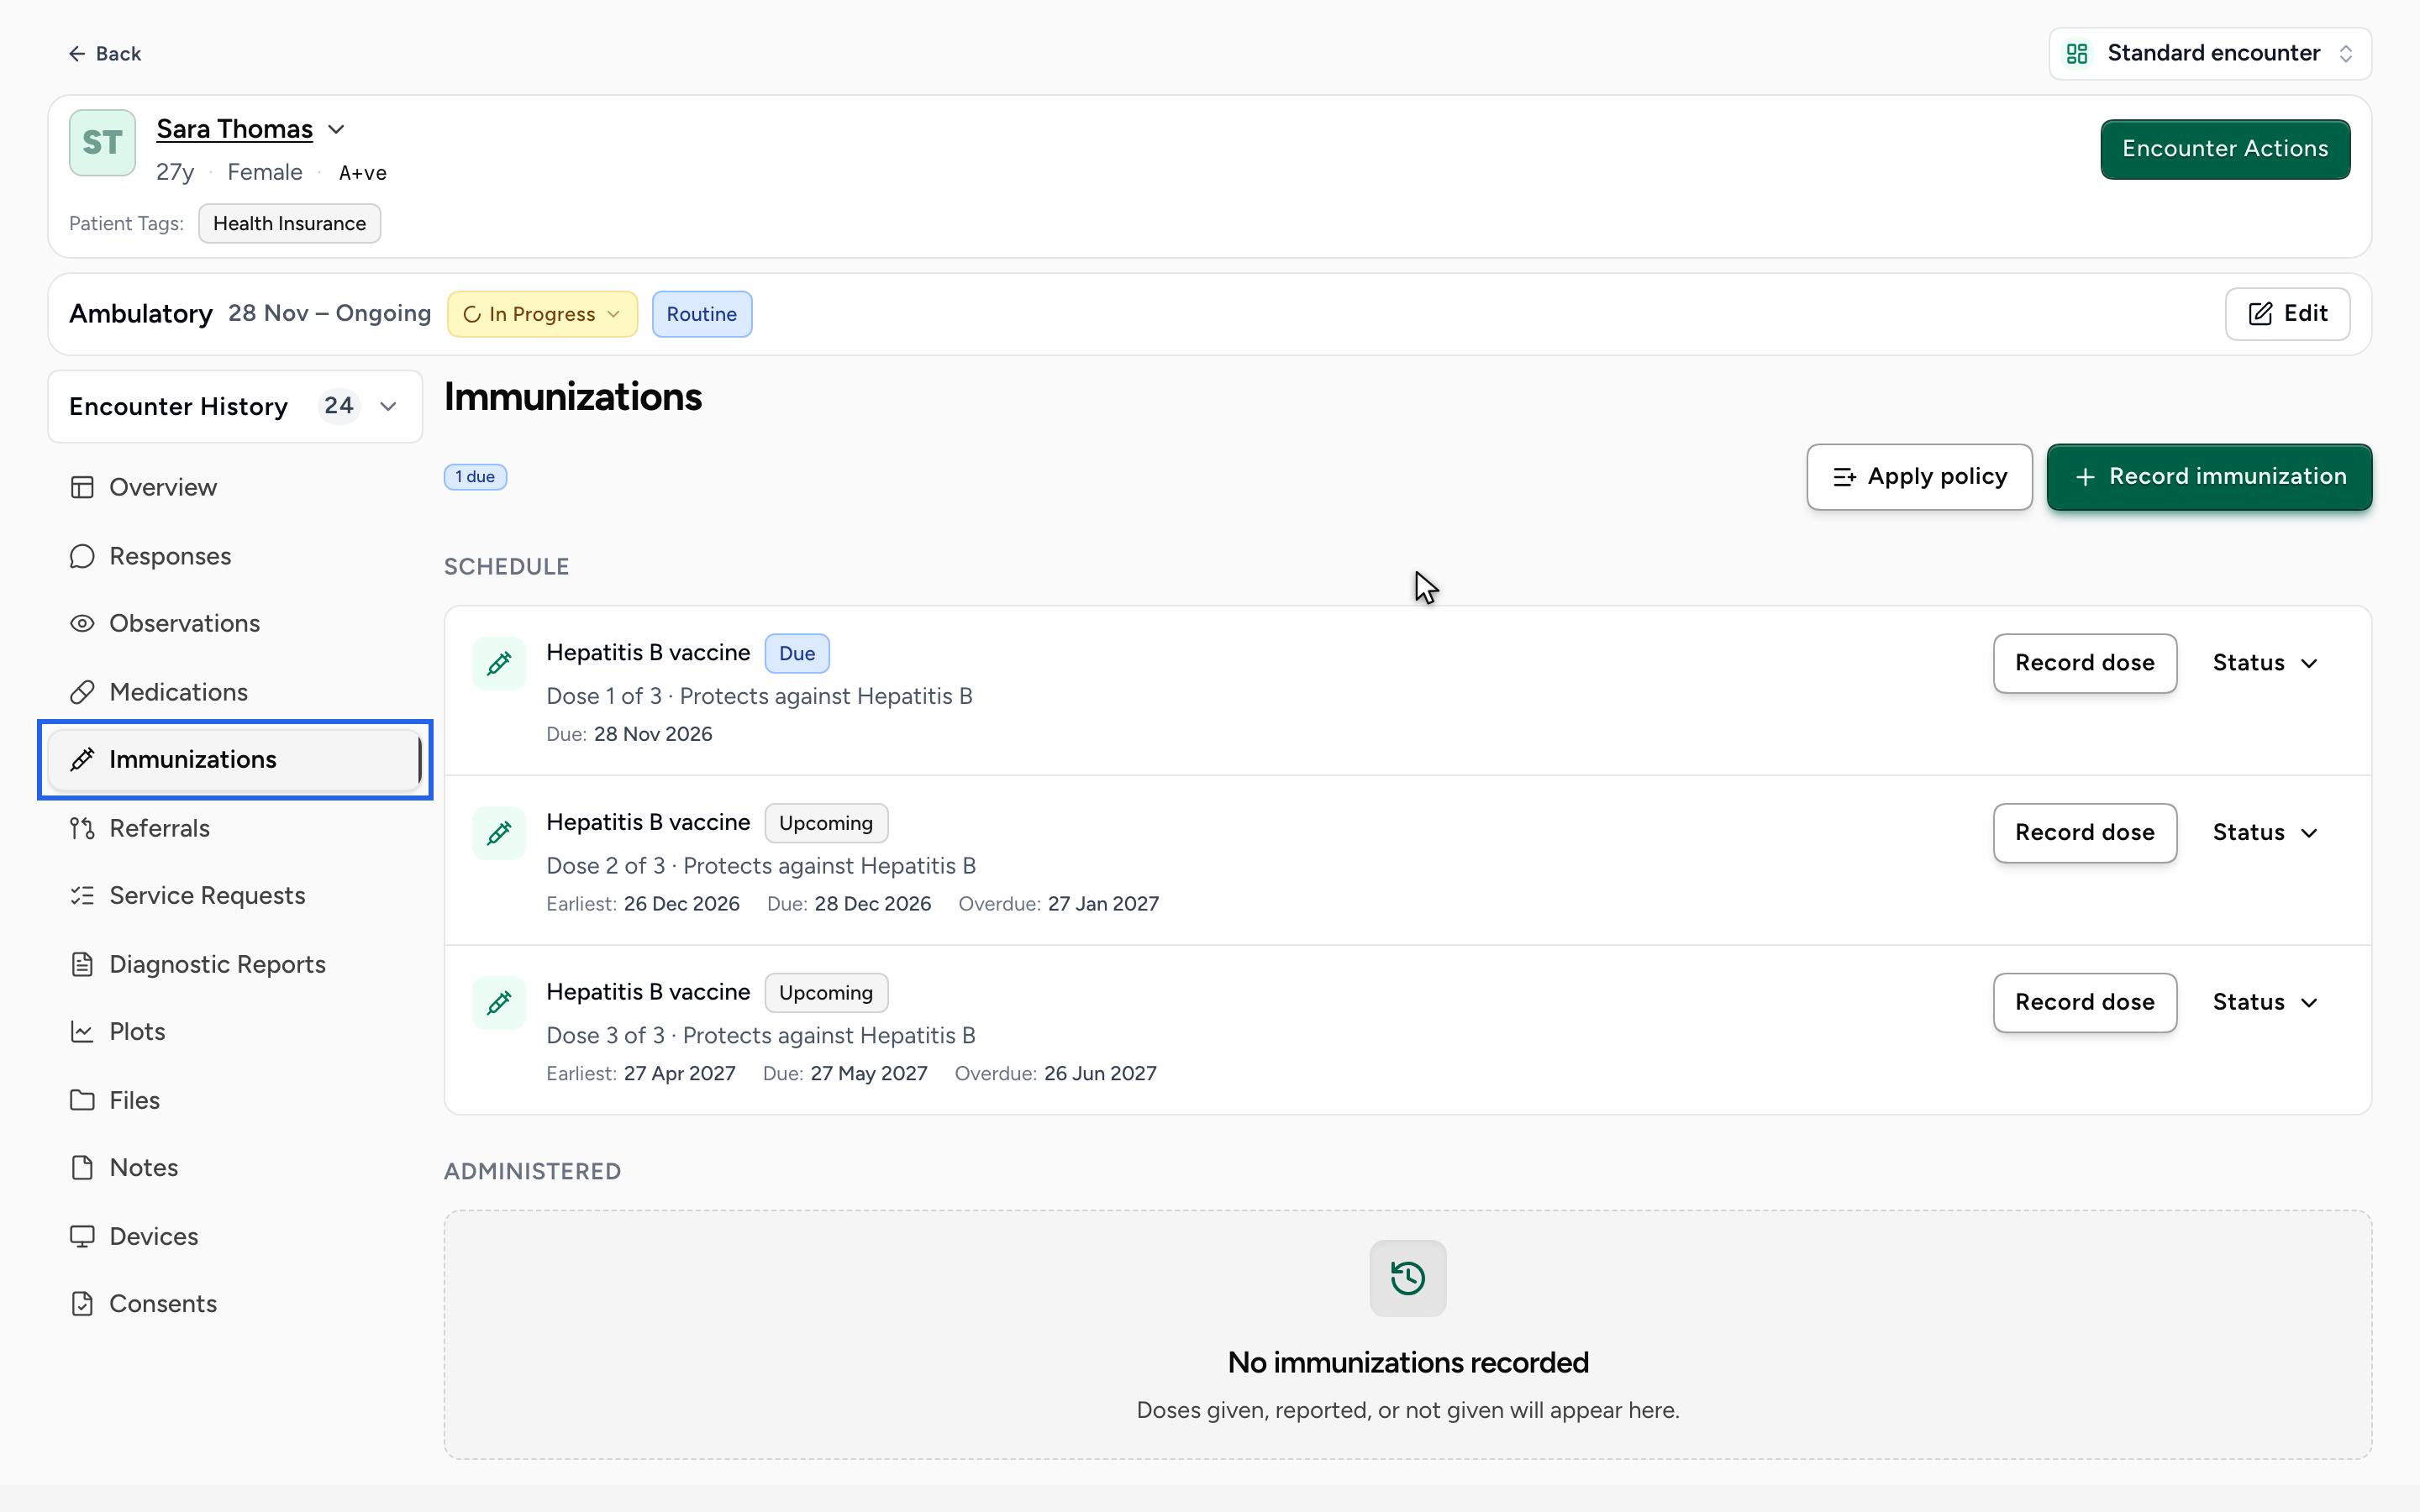 Back
Standard encounter
ST
Sara Thomas
27y · Female · A+ve
Encounter Actions
Patient Tags: Health Insurance
Ambulatory 28 Nov – Ongoing In Progress Routine
Edit
Encounter History 24
Overview
Responses
Observations
Medications
Immunizations
Referrals
Service Requests
Diagnostic Reports
Plots
Files
Notes
Devices
Consents
Immunizations
1 due
Apply policy
Record immunization
SCHEDULE
Hepatitis B vaccine Due
Dose 1 of 3 · Protects against Hepatitis B
Due: 28 Nov 2026
Record dose Status
Hepatitis B vaccine Upcoming
Dose 2 of 3 · Protects against Hepatitis B
Earliest: 26 Dec 2026 Due: 28 Dec 2026 Overdue: 27 Jan 2027
Record dose Status
Hepatitis B vaccine Upcoming
Dose 3 of 3 · Protects against Hepatitis B
Earliest: 27 Apr 2027 Due: 27 May 2027 Overdue: 26 Jun 2027
Record dose Status
ADMINISTERED
No immunizations recorded
Doses given, reported, or not given will appear here.